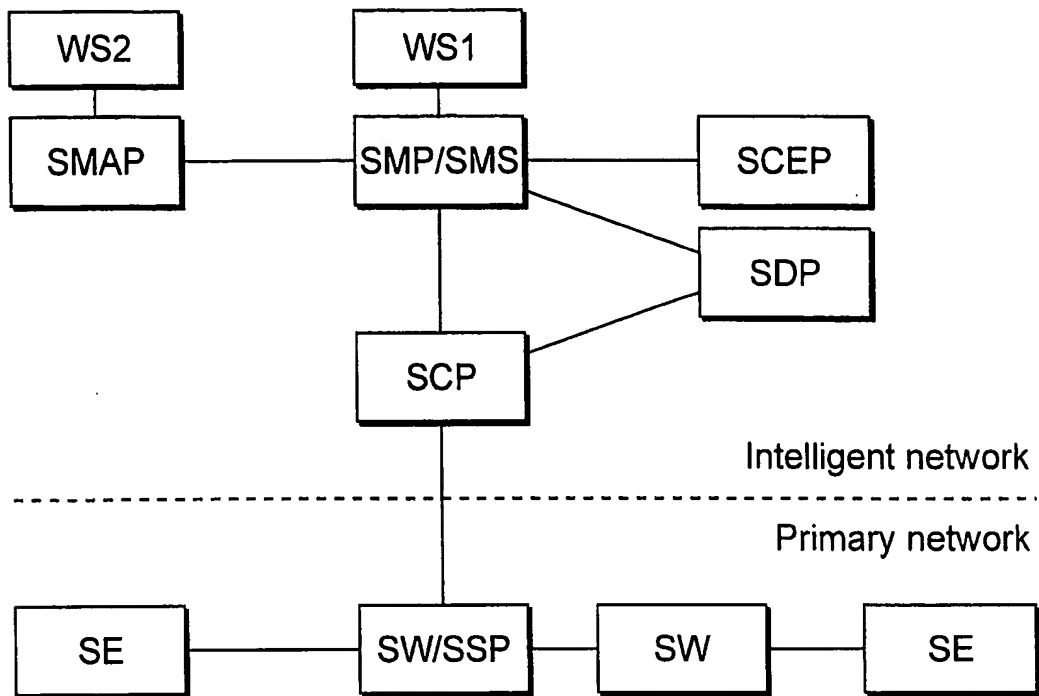 WS2
WS1
SMAP
SMP/SMS
SCEP
SDP
SCP
Intelligent network
Primary network
SE
SW/SSP
SW
SE